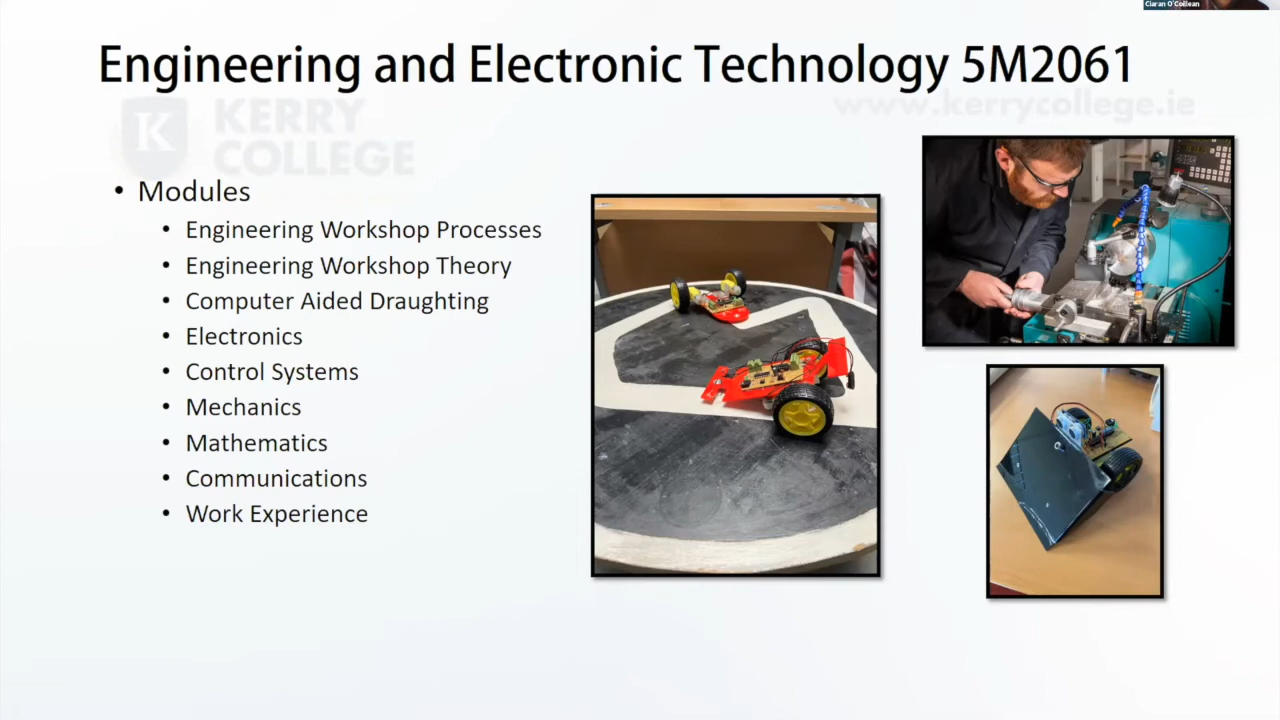 Ciaran O'Coilean
Engineering and Electronic Technology 5M2061
KERRY
COLLEGE
www.kerrycollege.ie
• Modules
• Engineering Workshop Processes
• Engineering Workshop Theory
• Computer Aided Draughting
• Electronics
• Control Systems
• Mechanics
• Mathematics
• Communications
• Work Experience